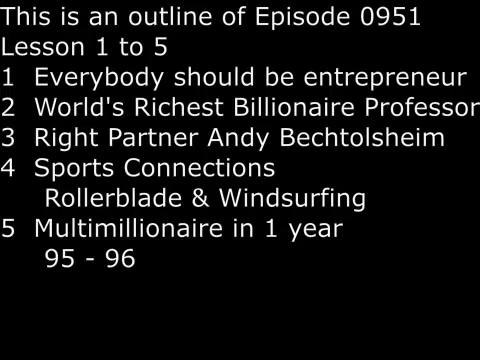 This is an outline of Episode 0951
Lesson 1 to 5
1 Everybody should be entrepreneur
2 World's Richest Billionaire Professor
3 Right Partner Andy Bechtolsheim
4 Sports Connections
Rollerblade & Windsurfing
5 Multimillionaire in 1 year
95 - 96